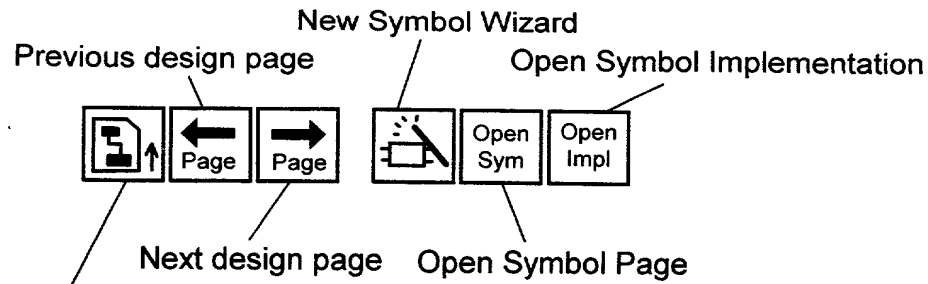 New Symbol Wizard
Previous design page
Open Symbol Implementation
Page
Page
Open
Sym
Open
Impl
Next design page
Open Symbol Page